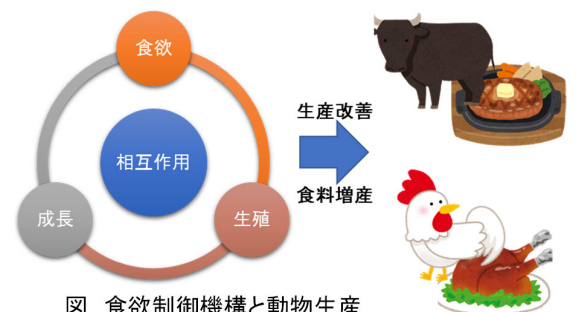 食欲
相互作用
成長
生殖
生産改善
食料増産
図 食欲制御機構と動物生産